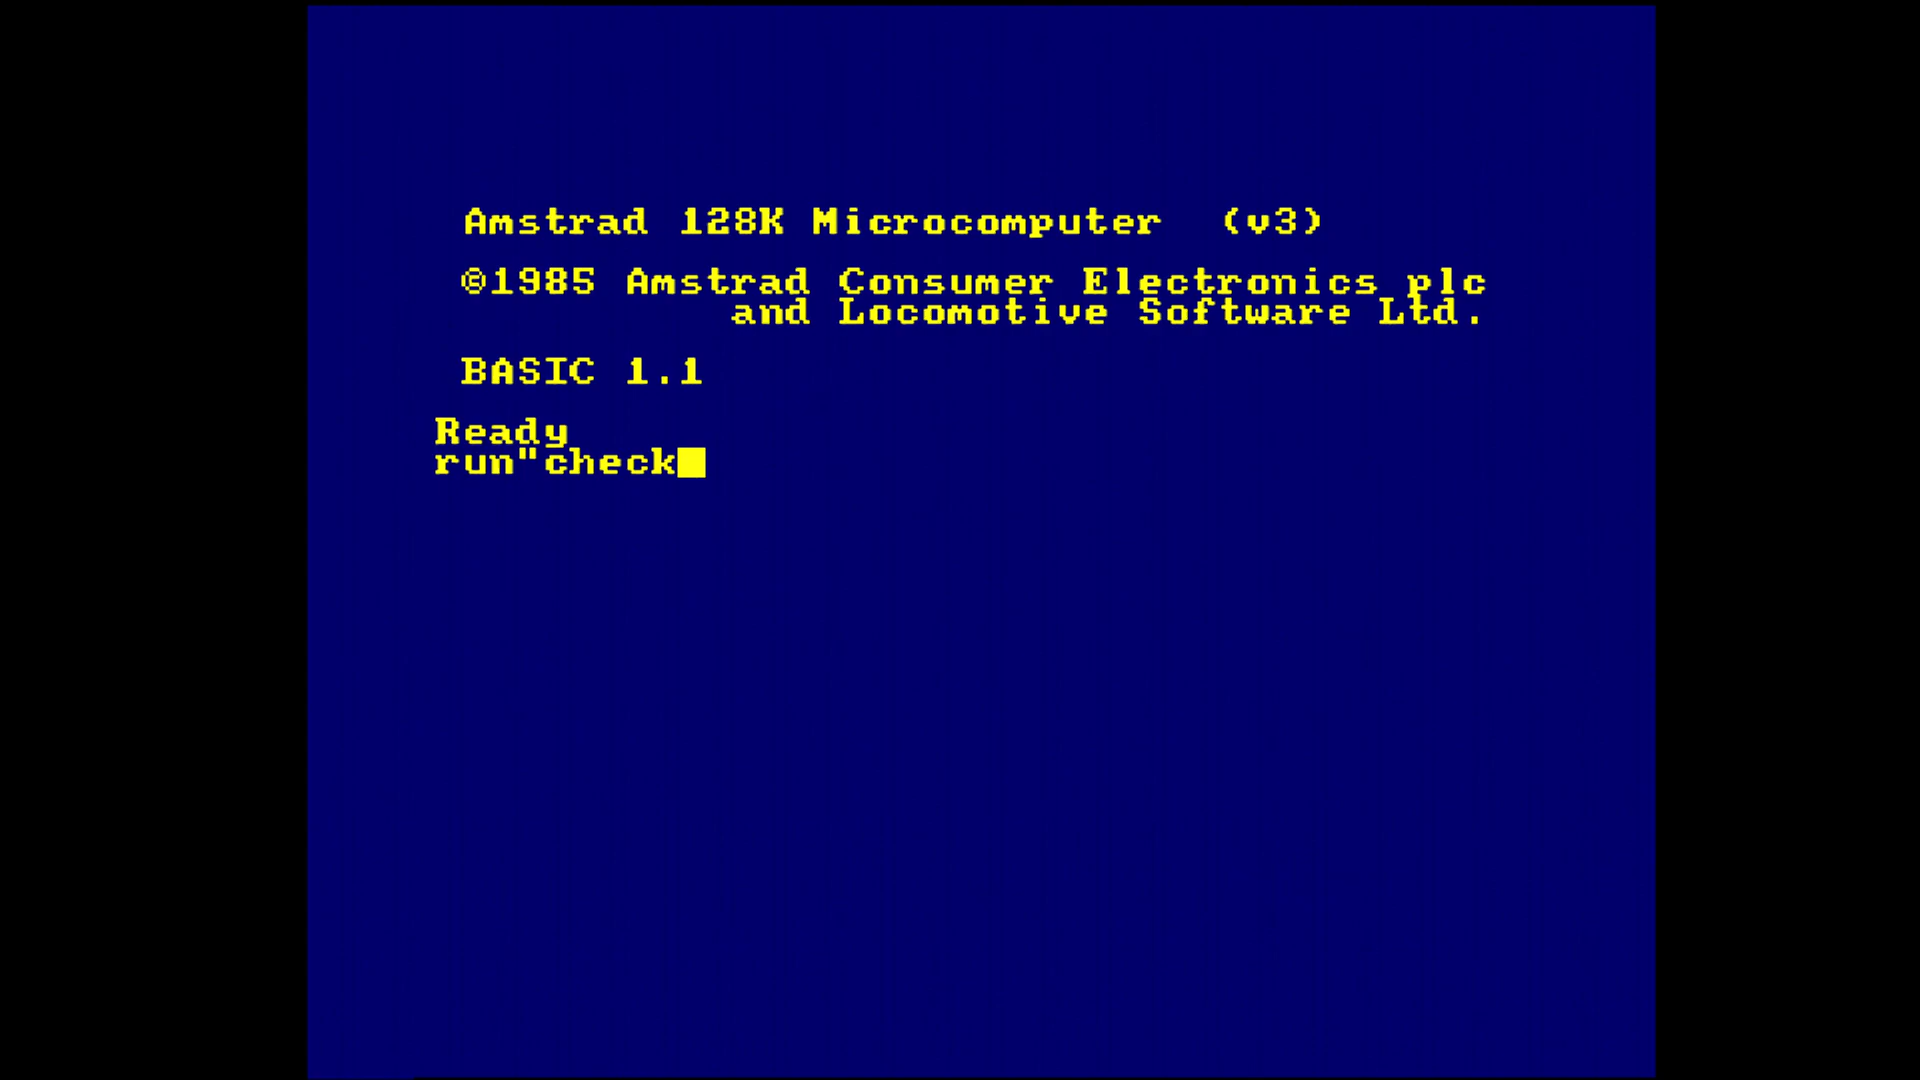 Amstrad 128K Microcomputer  (v3)
©1985 Amstrad Consumer Electronics plc
and Locomotive Software Ltd.
BASIC 1.1
Ready
run"check